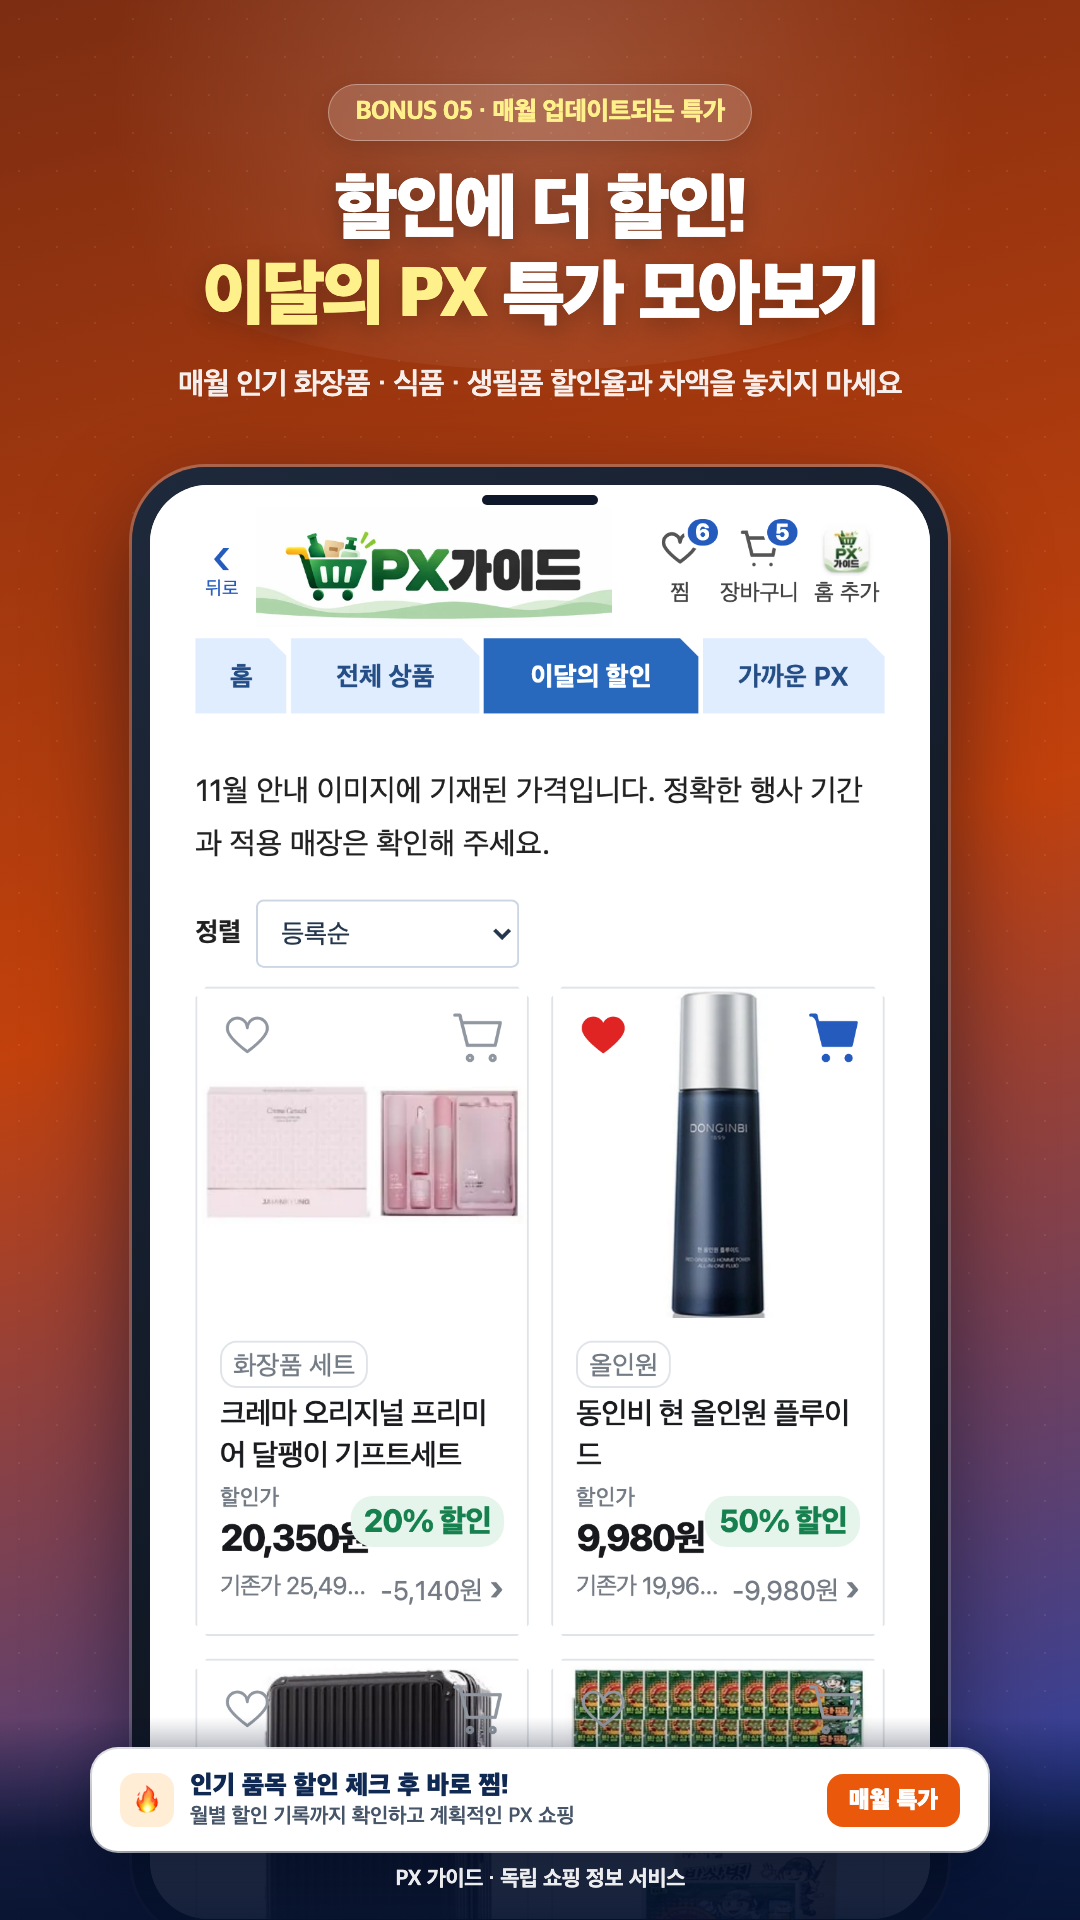 BONUS 05 · 매월 업데이트되는 특가
할인에 더 할인!
이달의 PX 특가 모아보기
매월 인기 화장품 · 식품 · 생필품 할인율과 차액을 놓치지 마세요
뒤로
PX가이드
6
찜
5
장바구니
PX
가이드
홈 추가
홈
전체 상품
이달의 할인
가까운 PX
11월 안내 이미지에 기재된 가격입니다. 정확한 행사 기간
과 적용 매장은 확인해 주세요.
정렬
등록순
DONGINBI
화장품 세트
크레마 오리지널 프리미
어 달팽이 기프트세트
할인가
20,350원
20% 할인
기존가 25,49...
-5,140원
올인원
동인비 현 올인원 플루이
드
할인가
9,980원
50% 할인
기존가 19,96...
-9,980원
인기 품목 할인 체크 후 바로 찜!
월별 할인 기록까지 확인하고 계획적인 PX 쇼핑
매월 특가
PX 가이드 · 독립 쇼핑 정보 서비스